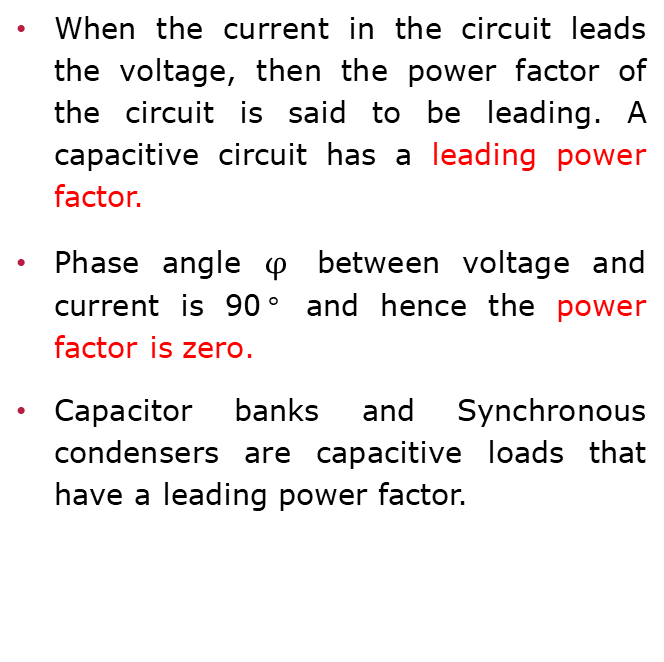 • When the current in the circuit leads
the voltage, then the power factor of
the circuit is said to be leading. A
capacitive circuit has a leading power
factor.
• Phase angle φ between voltage and
current is 90° and hence the power
factor is zero.
• Capacitor banks and Synchronous
condensers are capacitive loads that
have a leading power factor.